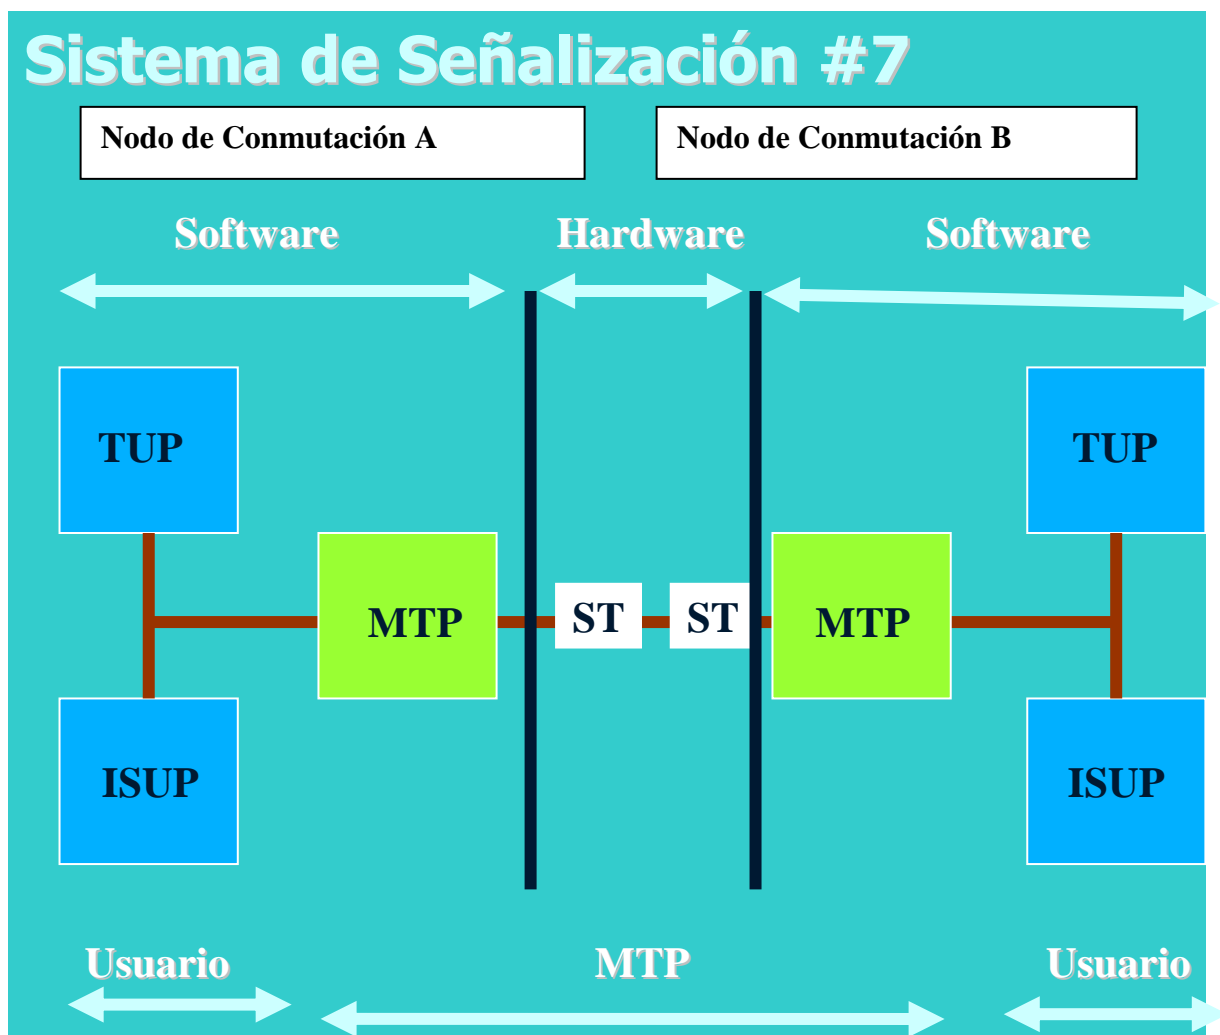 Sistema de Señalización #7
Nodo de Conmutación A
Nodo de Conmutación B
Software
Hardware
Software
TUP
TUP
MTP
ST
ST
MTP
ISUP
ISUP
Usuario
MTP
Usuario